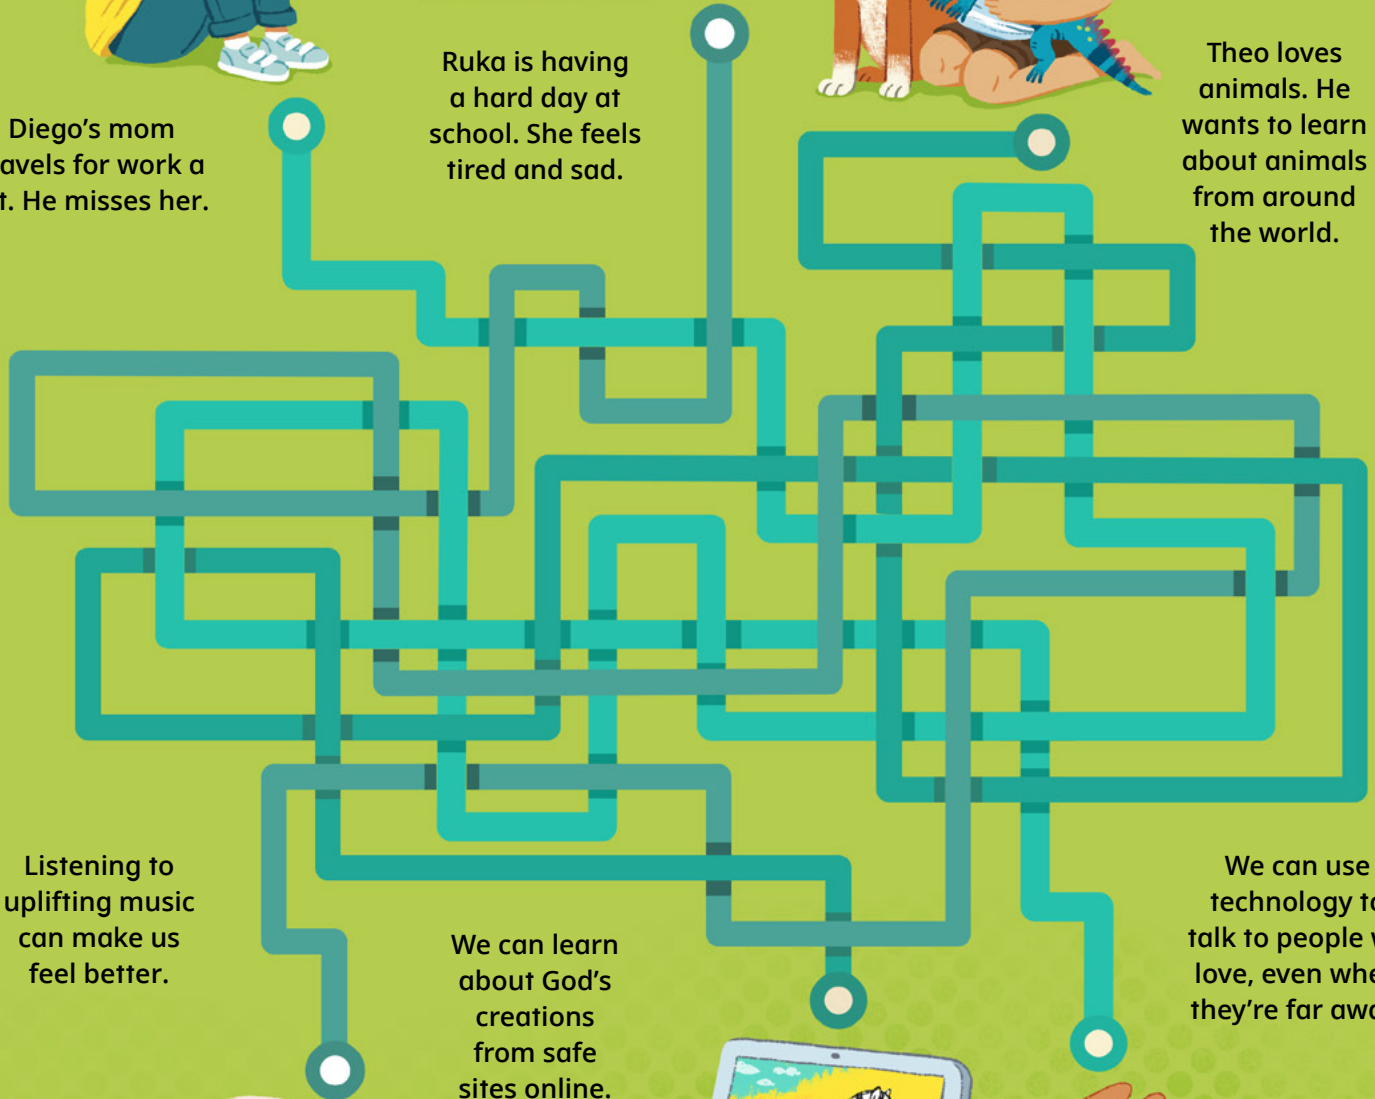 Diego's mom
avels for work a
t. He misses her.
Ruka is having
a hard day at
school. She feels
tired and sad.
Theo loves
animals. He
wants to learn
about animals
from around
the world.
Listening to
uplifting music
can make us
feel better.
We can learn
about God's
creations
from safe
sites online.
We can use
technology to
talk to people w
love, even whe
they're far awa